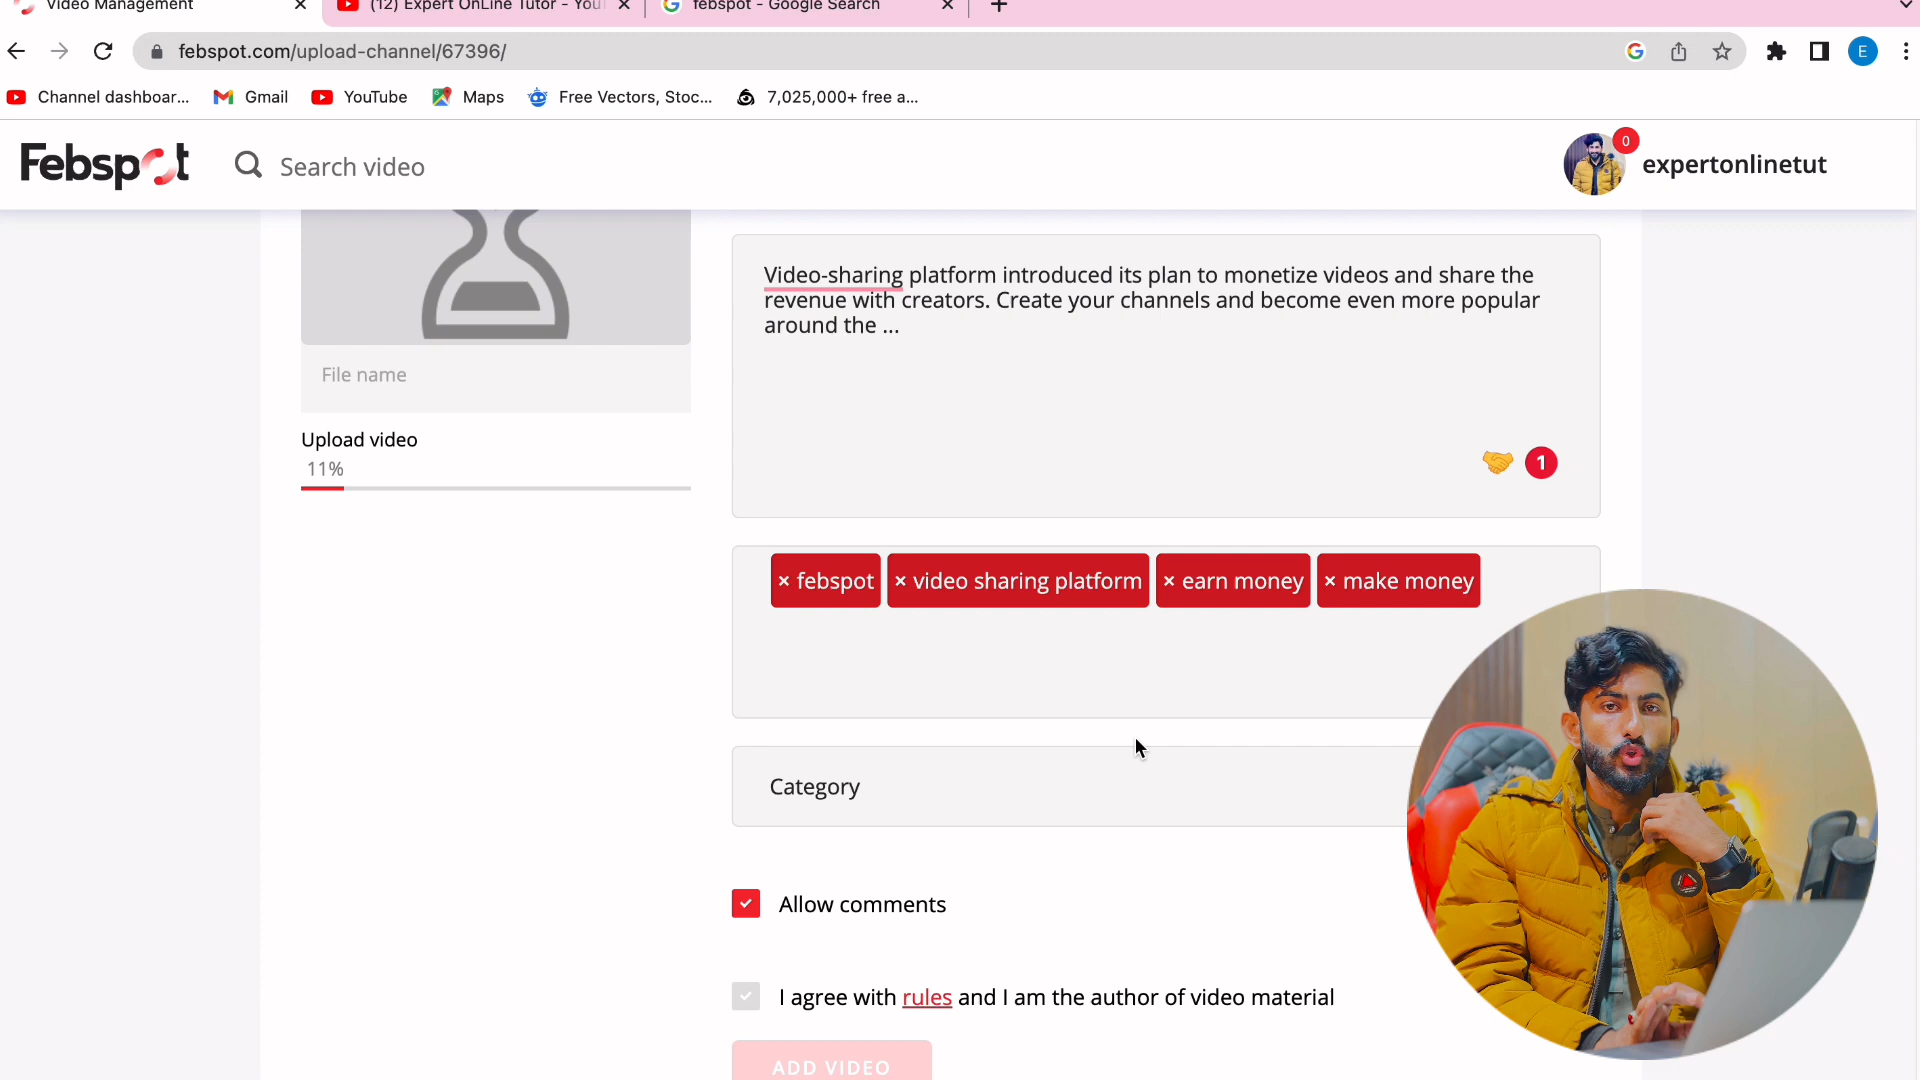 Video Management
(12) Expert OnLine Tutor - You
febspot - Google Search
febspot.com/upload-channel/67396/
E
Channel dashboar...
Gmail
YouTube
Maps
Free Vectors, Stoc...
7,025,000+ free a...
Febspot
Search video
0
expertonlinetut
Video-sharing platform introduced its plan to monetize videos and share the
revenue with creators. Create your channels and become even more popular
around the ...
File name
Upload video
11%
1
× febspot
× video sharing platform
× earn money
× make money
Category
Allow comments
I agree with rules and I am the author of video material
ADD VIDEO